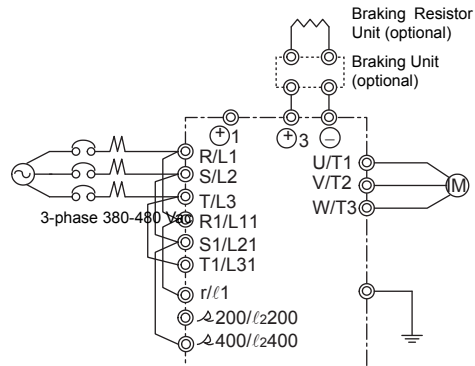 Braking Resistor
Unit (optional)
Braking Unit
(optional)
+1
+3
−
R/L1
S/L2
T/L3
3-phase 380-480 Vac
R1/L11
S1/L21
T1/L31
r/ℓ1
200/ℓ2200
400/ℓ2400
U/T1
V/T2
W/T3
M